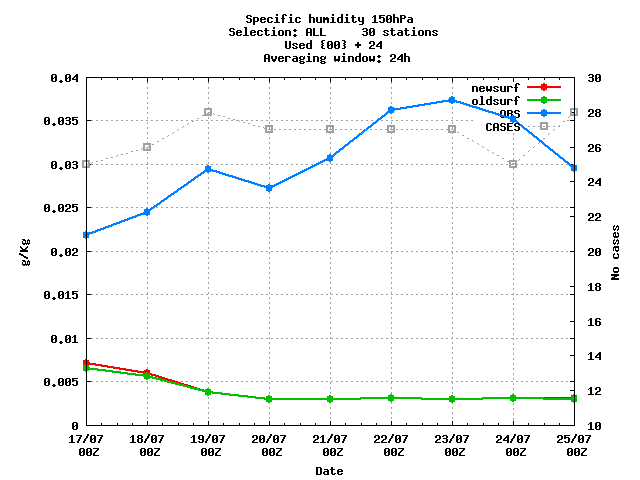 Specific humidity 150hPa
Selection: ALL 30 stations
Used {00} + 24
Averaging window: 24h
newsurf
oldsurf
OBS
CASES
g/Kg
0.04
0.035
0.03
0.025
0.02
0.015
0.01
0.005
0
No cases
30
28
26
24
22
20
18
16
14
12
10
17/07 18/07 19/07 20/07 21/07 22/07 23/07 24/07 25/07
00Z 00Z 00Z 00Z 00Z 00Z 00Z 00Z 00Z
Date